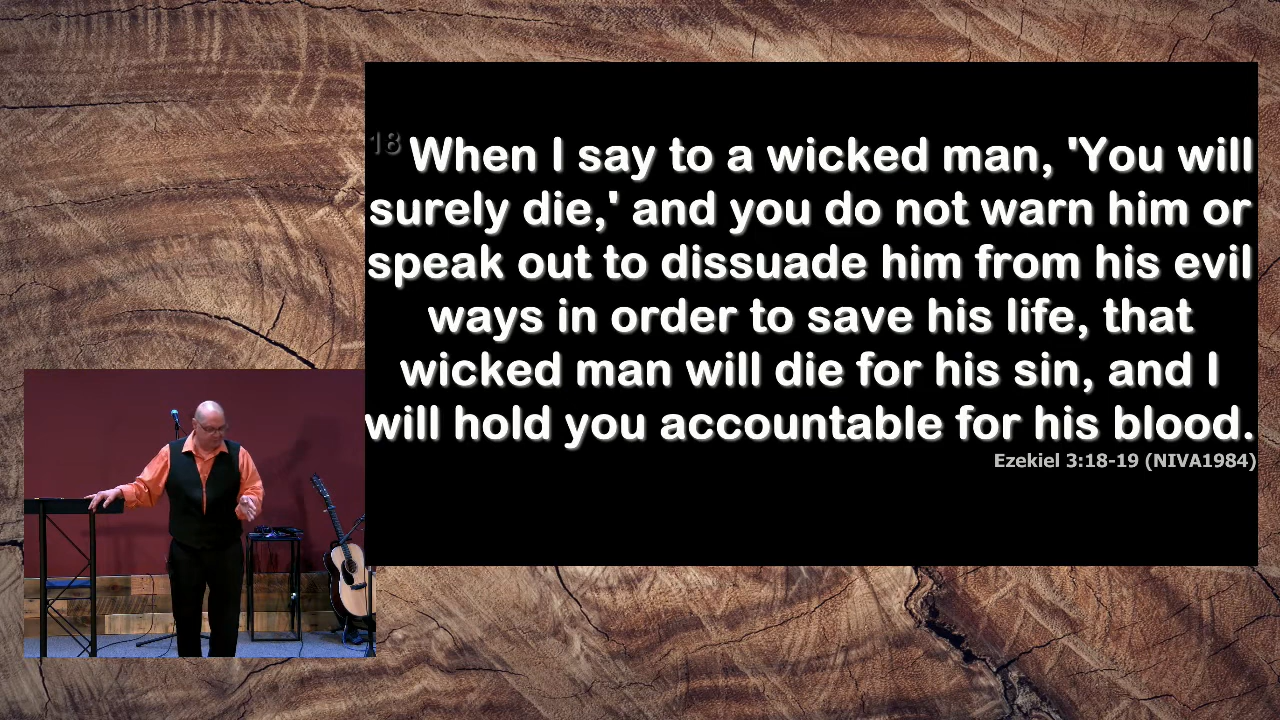 18 When I say to a wicked man, 'You will
surely die,' and you do not warn him or
speak out to dissuade him from his evil
ways in order to save his life, that
wicked man will die for his sin, and I
will hold you accountable for his blood.
Ezekiel 3:18-19 (NIVA1984)